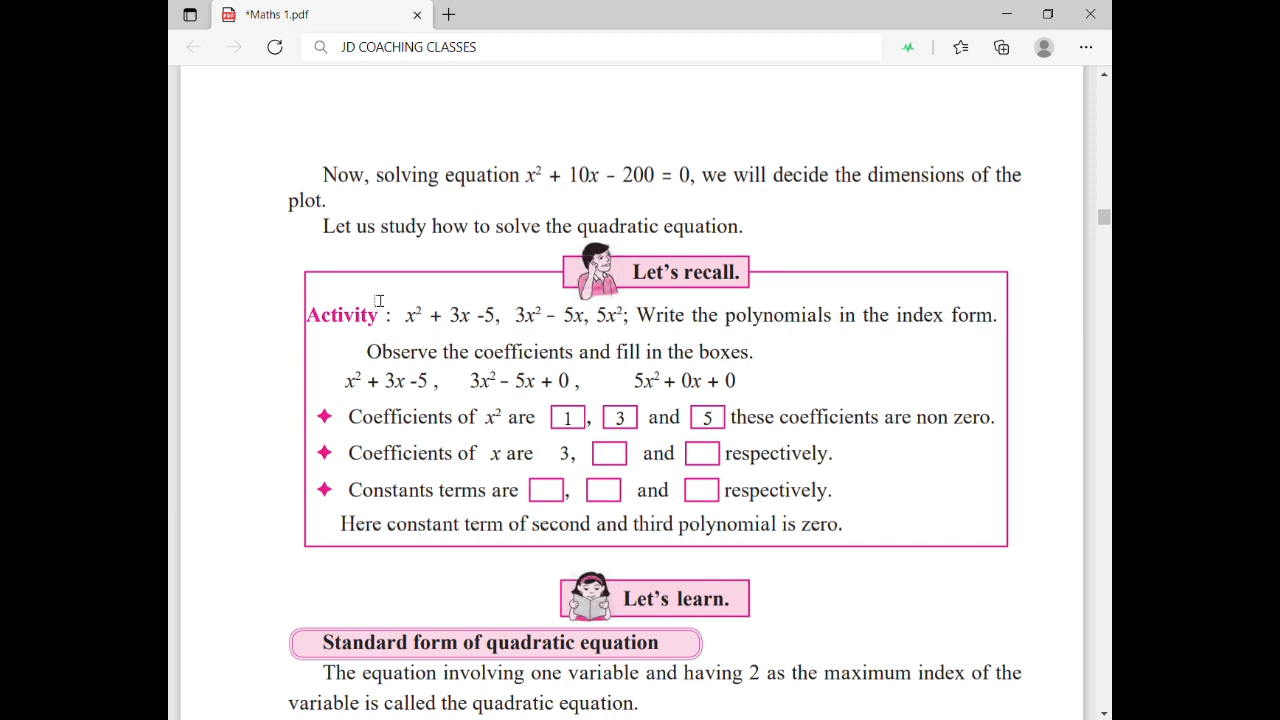 *Maths 1.pdf
JD COACHING CLASSES
Now, solving equation x² + 10x - 200 = 0, we will decide the dimensions of the
plot.
Let us study how to solve the quadratic equation.
Let's recall.
Activity : x² + 3x -5, 3x² - 5x, 5x²; Write the polynomials in the index form.
Observe the coefficients and fill in the boxes.
x² + 3x -5 , 3x² - 5x + 0 , 5x² + 0x + 0
Coefficients of x² are 1 , 3 and 5 these coefficients are non zero.
Coefficients of x are 3, and respectively.
Constants terms are , and respectively.
Here constant term of second and third polynomial is zero.
Let's learn.
Standard form of quadratic equation
The equation involving one variable and having 2 as the maximum index of the
variable is called the quadratic equation.